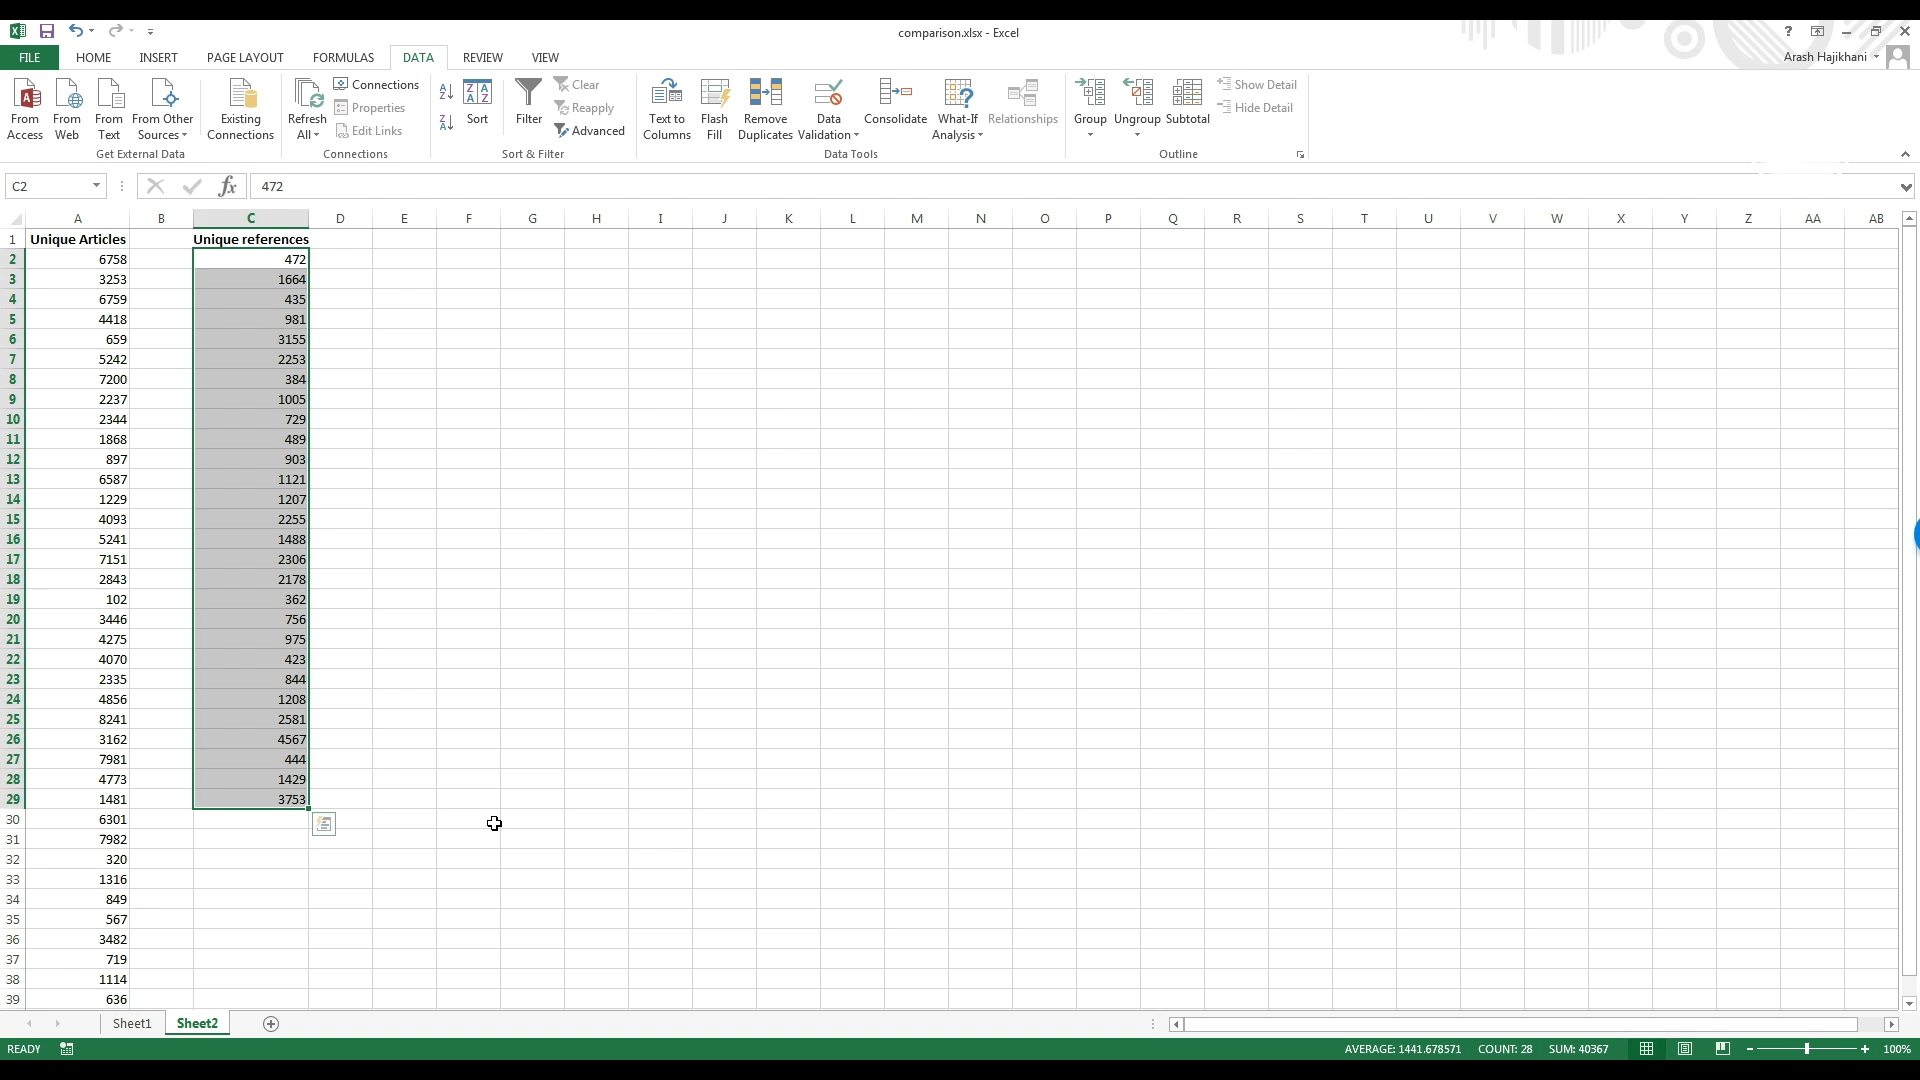 comparison.xlsx - Excel
FILE HOME INSERT PAGE LAYOUT FORMULAS DATA REVIEW VIEW Arash Hajikhani
From Access
From Web
From Text
From Other Sources
Existing Connections
Get External Data
Refresh All
Connections
Properties
Edit Links
Connections
Sort
Filter
Clear
Reapply
Advanced
Sort & Filter
Text to Columns
Flash Fill
Remove Duplicates
Data Validation
Consolidate
What-If Analysis
Relationships
Data Tools
Group
Ungroup
Subtotal
Show Detail
Hide Detail
Outline
C2 fx 472
A B C D E F G H I J K L M N O P Q R S T U V W X Y Z AA AB
1 Unique Articles Unique references
2 6758 472
3 3253 1664
4 6759 435
5 4418 981
6 659 3155
7 5242 2253
8 7200 384
9 2237 1005
10 2344 729
11 1868 489
12 897 903
13 6587 1121
14 1229 1207
15 4093 2255
16 5241 1488
17 7151 2306
18 2843 2178
19 102 362
20 3446 756
21 4275 975
22 4070 423
23 2335 844
24 4856 1208
25 8241 2581
26 3162 4567
27 7981 444
28 4773 1429
29 1481 3753
30 6301
31 7982
32 320
33 1316
34 849
35 567
36 3482
37 719
38 1114
39 636
Sheet1 Sheet2
READY AVERAGE: 1441.678571 COUNT: 28 SUM: 40367 100%